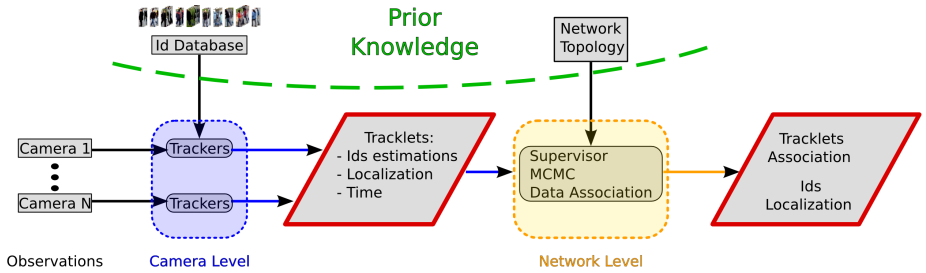 Prior
Knowledge
Id Database
Network
Topology
Camera 1
Trackers
Camera N
Trackers
Tracklets:
- Ids estimations
- Localization
- Time
Supervisor
MCMC
Data Association
Tracklets
Association
Ids
Localization
Observations
Camera Level
Network Level